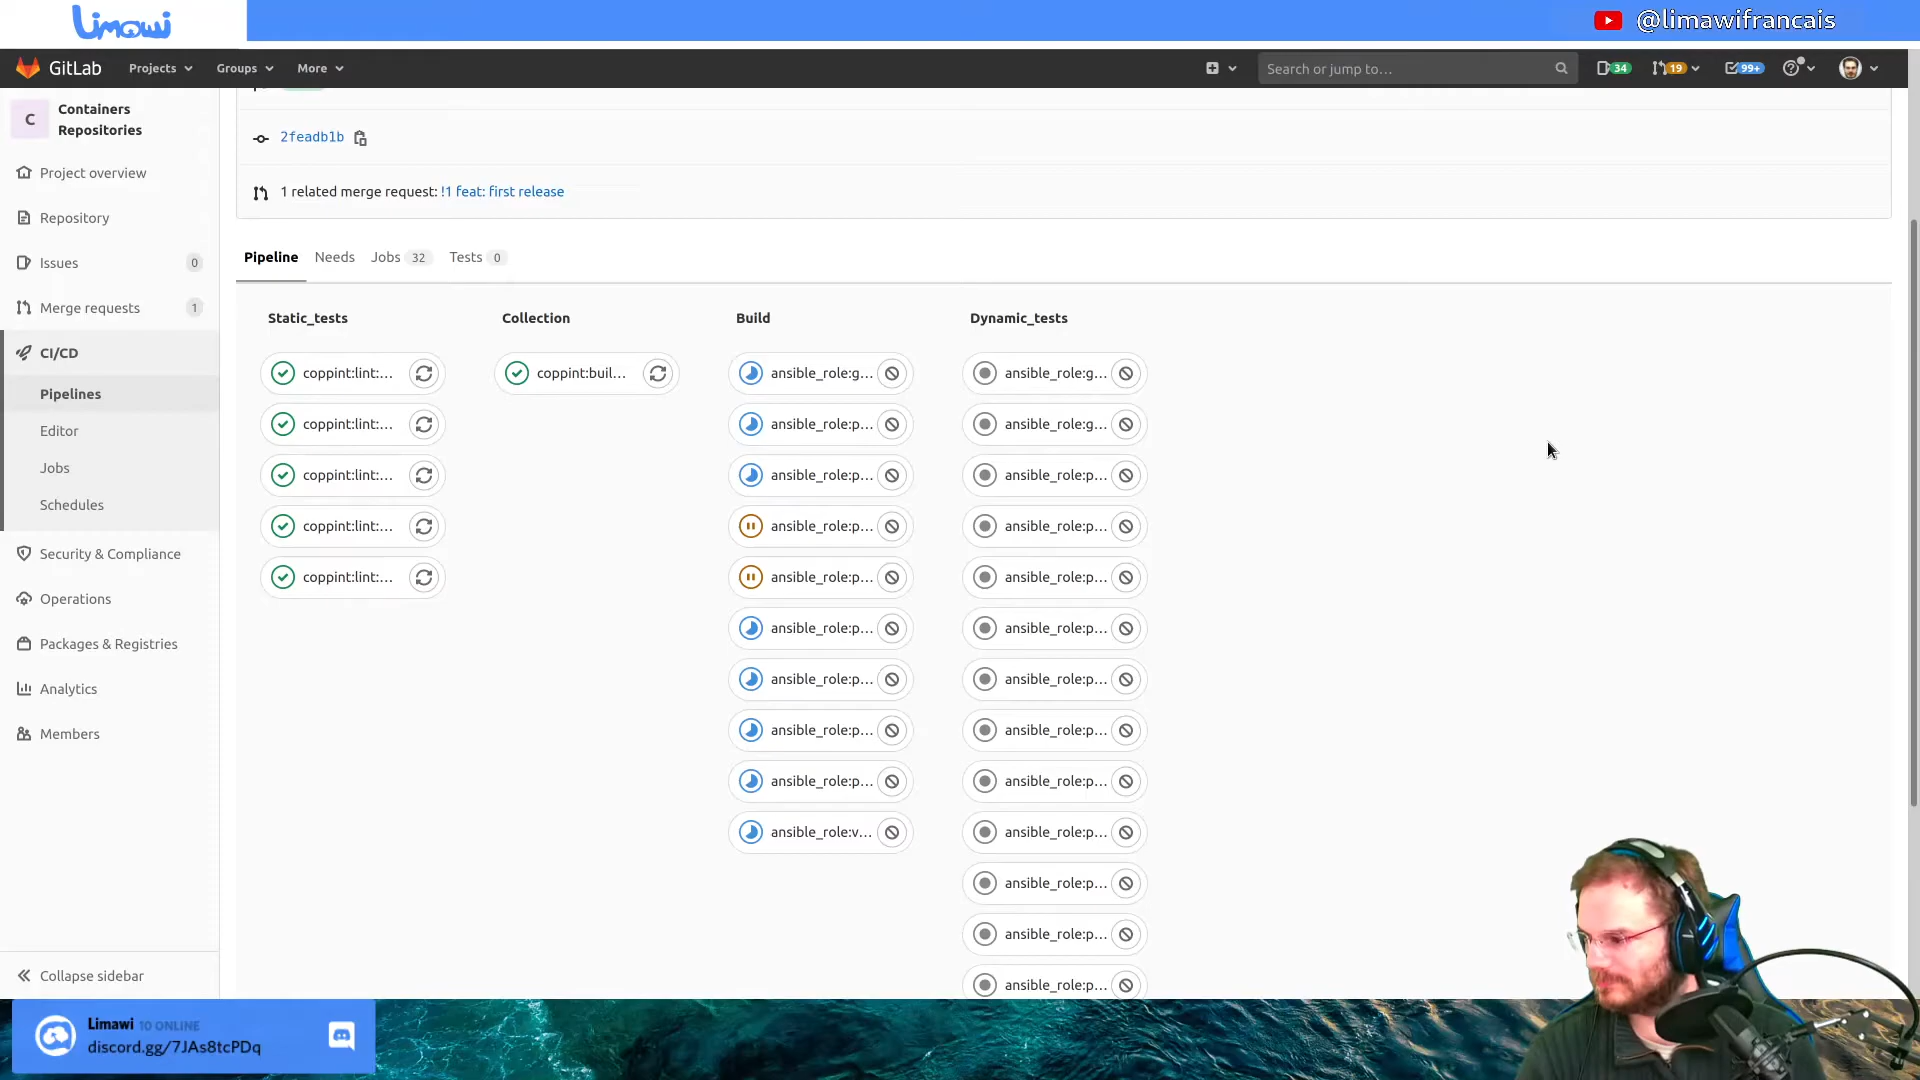 Limawi
@limawifrancais
GitLab
Projects
Groups
More
Search or jump to...
34
19
99+
C
Containers
Repositories
Project overview
Repository
Issues
0
Merge requests
1
CI/CD
Pipelines
Editor
Jobs
Schedules
Security & Compliance
Operations
Packages & Registries
Analytics
Members
Collapse sidebar
2feadb1b
1 related merge request: !1 feat: first release
Pipeline
Needs
Jobs 32
Tests 0
Static_tests
coppint:lint:...
coppint:lint:...
coppint:lint:...
coppint:lint:...
coppint:lint:...
Collection
coppint:buil...
Build
ansible_role:g...
ansible_role:p...
ansible_role:p...
ansible_role:p...
ansible_role:p...
ansible_role:p...
ansible_role:p...
ansible_role:p...
ansible_role:p...
ansible_role:v...
Dynamic_tests
ansible_role:g...
ansible_role:g...
ansible_role:p...
ansible_role:p...
ansible_role:p...
ansible_role:p...
ansible_role:p...
ansible_role:p...
ansible_role:p...
ansible_role:p...
ansible_role:p...
ansible_role:p...
ansible_role:p...
Limawi 10 ONLINE
discord.gg/7JAs8tcPDq